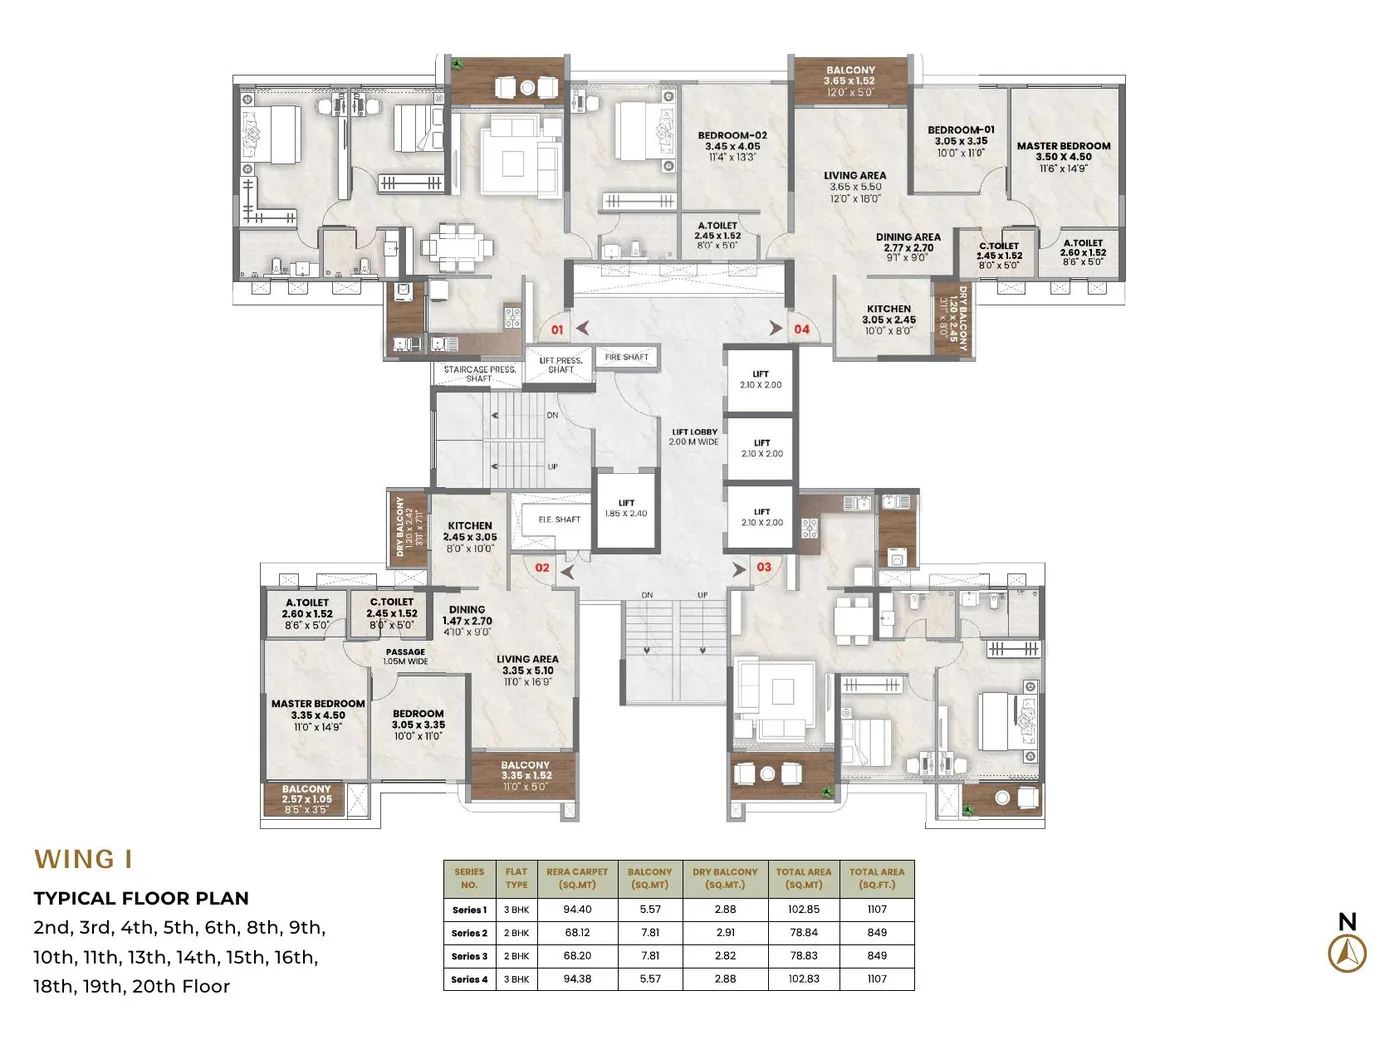 BALCONY
3.65 x 1.52
12'0" x 5'0"
BEDROOM-02
3.45 x 4.05
11'4" x 13'3"
BEDROOM-01
3.05 x 3.35
10'0" x 11'0"
MASTER BEDROOM
3.50 x 4.50
11'6" x 14'9"
LIVING AREA
3.65 x 5.50
12'0" x 18'0"
A.TOILET
2.45 x 1.52
8'0" x 5'0"
DINING AREA
2.77 x 2.70
9'1" x 9'0"
C.TOILET
2.45 x 1.52
8'0" x 5'0"
A.TOILET
2.60 x 1.52
8'6" x 5'0"
KITCHEN
3.05 x 2.45
10'0" x 8'0"
DRY BALCONY
1.20 x 2.45
3'11" x 8'0"
01
04
STAIRCASE PRESS.
SHAFT
LIFT PRESS.
SHAFT
FIRE SHAFT
LIFT
2.10 X 2.00
DN
LIFT LOBBY
2.00 M WIDE
LIFT
2.10 X 2.00
UP
LIFT
1.85 X 2.40
LIFT
2.10 X 2.00
DRY BALCONY
1.20 x 2.42
3'11" x 7'11"
KITCHEN
2.45 x 3.05
8'0" x 10'0"
ELE. SHAFT
02
03
DN
UP
A.TOILET
2.60 x 1.52
8'6" x 5'0"
C.TOILET
2.45 x 1.52
8'0" x 5'0"
DINING
1.47 x 2.70
4'10" x 9'0"
PASSAGE
1.05M WIDE
LIVING AREA
3.35 x 5.10
11'0" x 16'9"
MASTER BEDROOM
3.35 x 4.50
11'0" x 14'9"
BEDROOM
3.05 x 3.35
10'0" x 11'0"
BALCONY
3.35 x 1.52
11'0" x 5'0"
BALCONY
2.57 x 1.05
8'5" x 3'5"
WING I
TYPICAL FLOOR PLAN
2nd, 3rd, 4th, 5th, 6th, 8th, 9th,
10th, 11th, 13th, 14th, 15th, 16th,
18th, 19th, 20th Floor
SERIES NO. FLAT TYPE RERA CARPET (SQ.MT) BALCONY (SQ.MT) DRY BALCONY (SQ.MT.) TOTAL AREA (SQ.MT) TOTAL AREA (SQ.FT.)
Series 1 3 BHK 94.40 5.57 2.88 102.85 1107
Series 2 2 BHK 68.12 7.81 2.91 78.84 849
Series 3 2 BHK 68.20 7.81 2.82 78.83 849
Series 4 3 BHK 94.38 5.57 2.88 102.83 1107
N